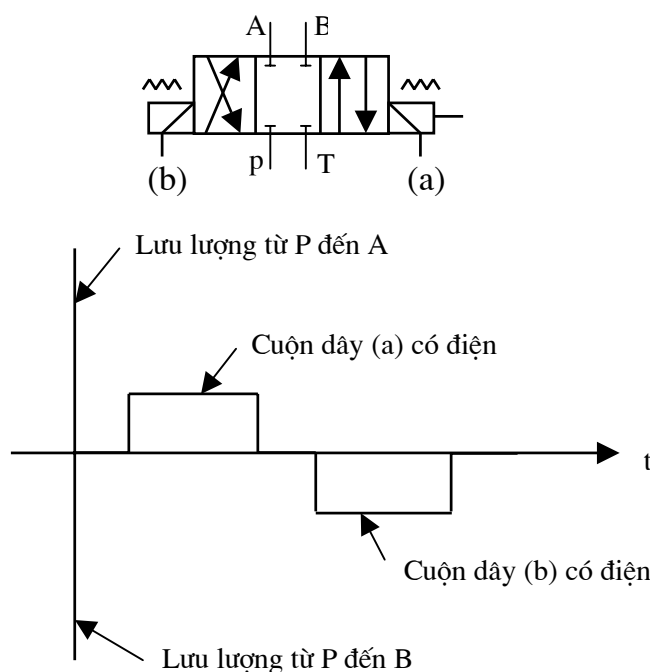 A B
p T
(b) (a)
Lưu lượng từ P đến A
Cuộn dây (a) có điện
t
Cuộn dây (b) có điện
Lưu lượng từ P đến B